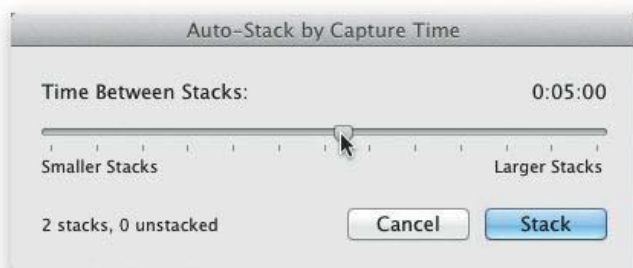 Auto-Stack by Capture Time
Time Between Stacks: 0:05:00
Smaller Stacks Larger Stacks
2 stacks, 0 unstacked Cancel Stack